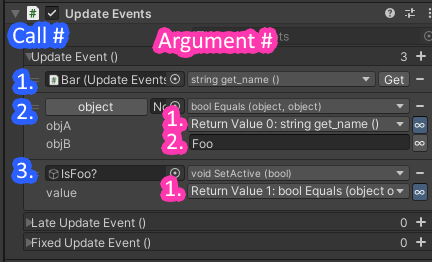 # Update Events
Call #
Argument #
Update Event () 3 +
1. # Bar (Update Events string get_name () Get −
2. object No bool Equals (object, object) −
objA 1. Return Value 0: string get_name () ∞
objB 2. Foo ∞
3. IsFoo? void SetActive (bool) −
value 1. Return Value 1: bool Equals (object o ∞
Late Update Event () 0 +
Fixed Update Event () 0 +